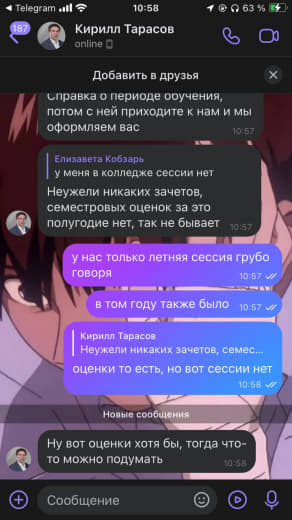 Telegram
10:58
63 %
187
Кирилл Тарасов
online
Добавить в друзья
Справка о периоде обучения,
потом с ней приходите к нам и мы
оформляем вас
10:57
Елизавета Кобзарь
у меня в колледже сессии нет
Неужели никаких зачетов,
семестровых оценок за это
полугодие нет, так не бывает
10:57
у нас только летняя сессия грубо
говоря
10:57
в том году также было
10:57
Кирилл Тарасов
Неужели никаких зачетов, семес...
оценки то есть, но вот сессии нет
10:58
Новые сообщения
Ну вот оценки хотя бы, тогда что-
то можно подумать
10:58
Сообщение